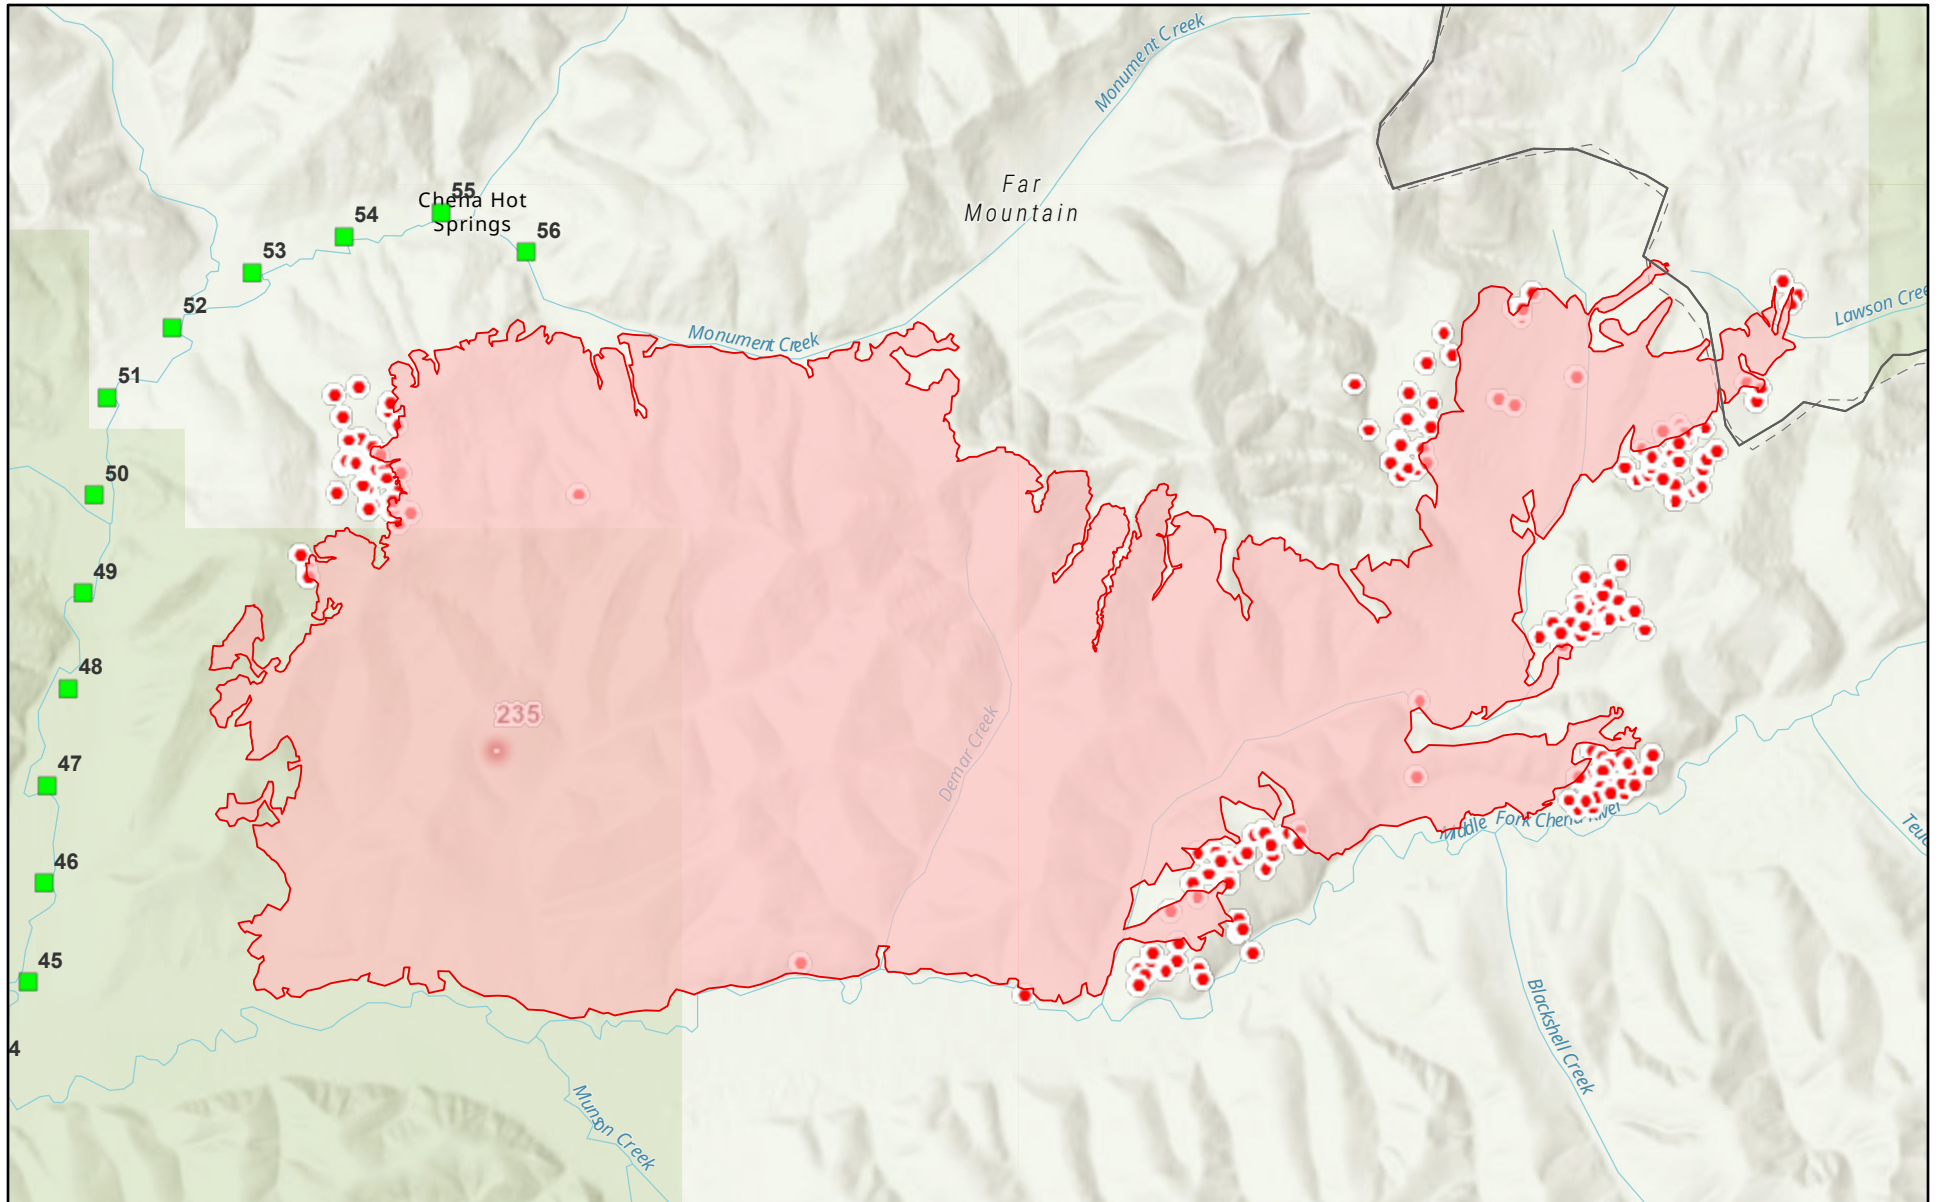 Monument Creek
Far
Mountain
55
Chena Hot
Springs
54
56
53
52
Lawson Cree
Monument Creek
51
50
49
48
235
47
Demar Creek
Middle Fork Chena River
46
45
Blackshell Creek
4
Munson Creek